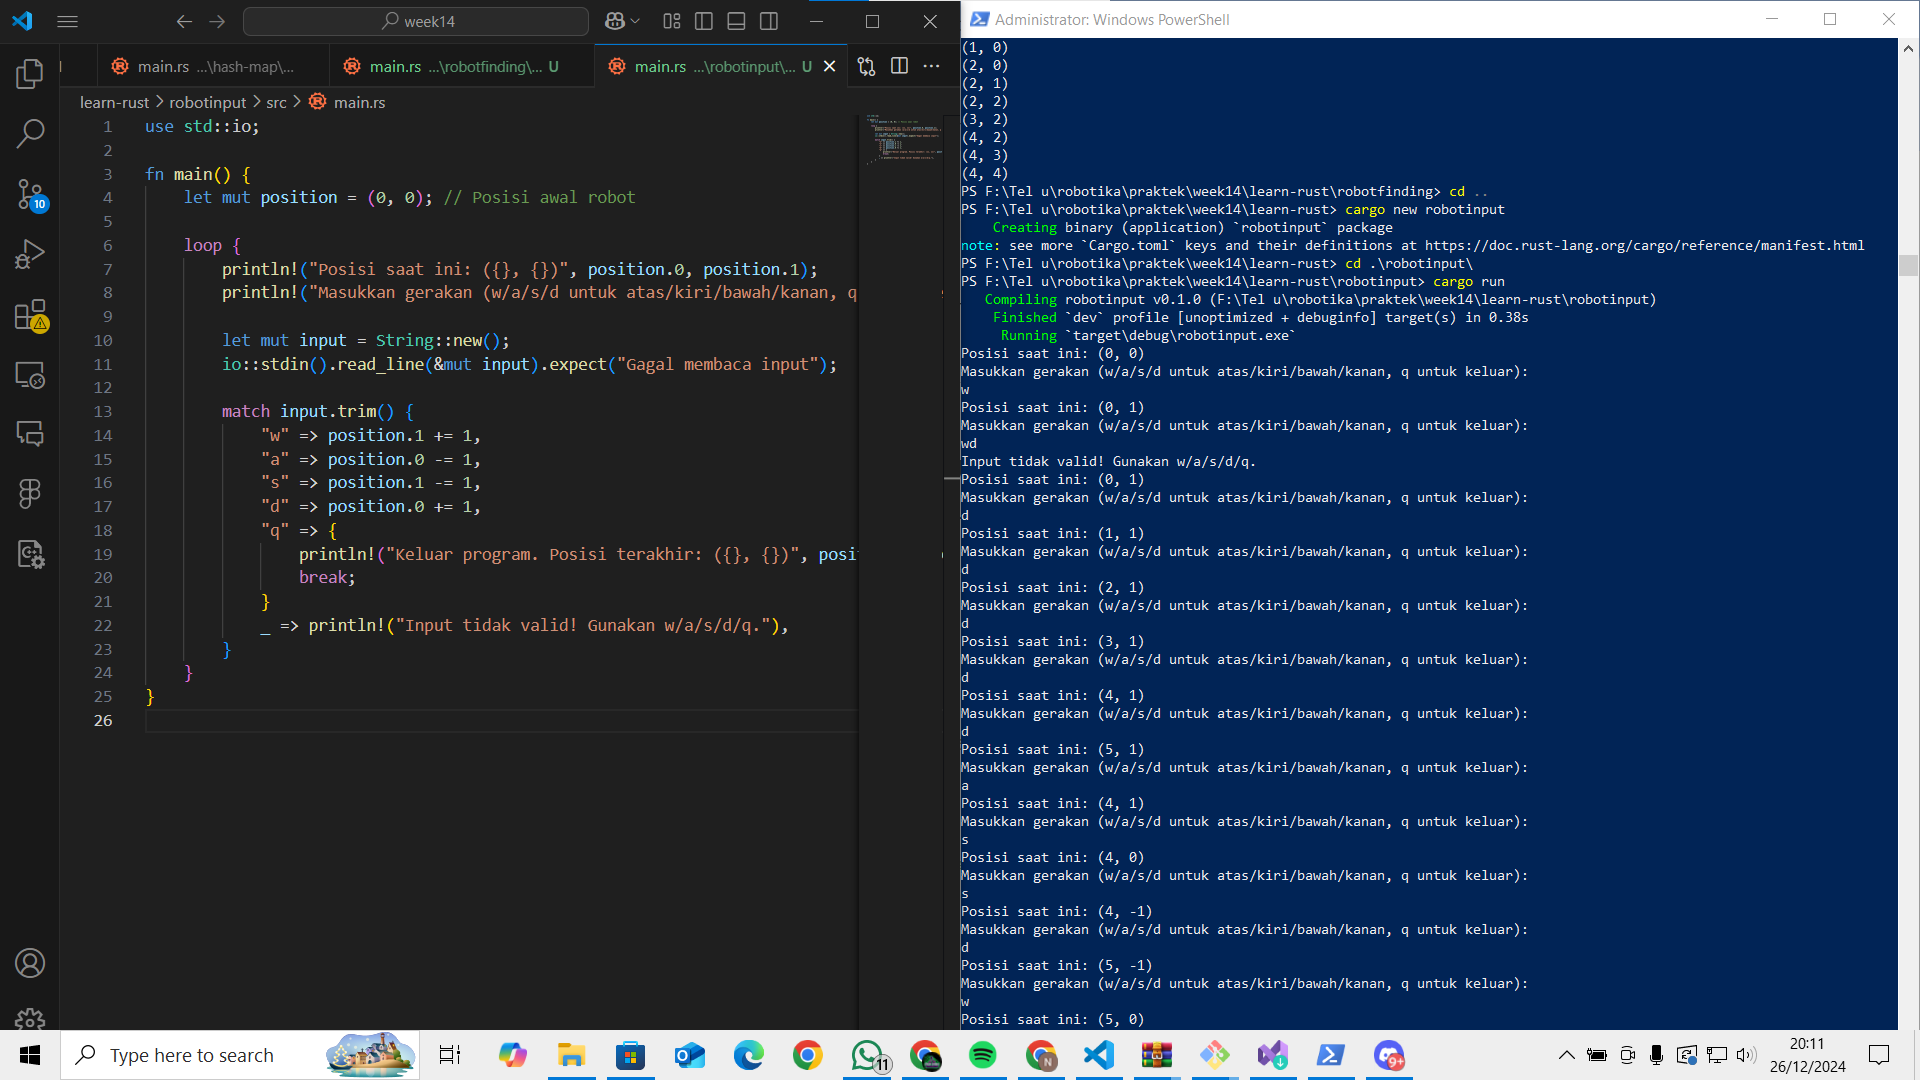 week14
main.rs ...\hash-map\...
main.rs ...\robotfinding\... U
main.rs ...\robotinput\... U
learn-rust > robotinput > src > main.rs
1 use std::io;
2
3 fn main() {
4 let mut position = (0, 0); // Posisi awal robot
5
6 loop {
7 println!("Posisi saat ini: ({}, {})", position.0, position.1);
8 println!("Masukkan gerakan (w/a/s/d untuk atas/kiri/bawah/kanan, q
9
10 let mut input = String::new();
11 io::stdin().read_line(&mut input).expect("Gagal membaca input");
12
13 match input.trim() {
14 "w" => position.1 += 1,
15 "a" => position.0 -= 1,
16 "s" => position.1 -= 1,
17 "d" => position.0 += 1,
18 "q" => {
19 println!("Keluar program. Posisi terakhir: ({}, {})", posi
20 break;
21 }
22 _ => println!("Input tidak valid! Gunakan w/a/s/d/q."),
23 }
24 }
25 }
26
10
Administrator: Windows PowerShell
(1, 0)
(2, 0)
(2, 1)
(2, 2)
(3, 2)
(4, 2)
(4, 3)
(4, 4)
PS F:\Tel u\robotika\praktek\week14\learn-rust\robotfinding> cd ..
PS F:\Tel u\robotika\praktek\week14\learn-rust> cargo new robotinput
Creating binary (application) `robotinput` package
note: see more `Cargo.toml` keys and their definitions at https://doc.rust-lang.org/cargo/reference/manifest.html
PS F:\Tel u\robotika\praktek\week14\learn-rust> cd .\robotinput\
PS F:\Tel u\robotika\praktek\week14\learn-rust\robotinput> cargo run
Compiling robotinput v0.1.0 (F:\Tel u\robotika\praktek\week14\learn-rust\robotinput)
Finished `dev` profile [unoptimized + debuginfo] target(s) in 0.38s
Running `target\debug\robotinput.exe`
Posisi saat ini: (0, 0)
Masukkan gerakan (w/a/s/d untuk atas/kiri/bawah/kanan, q untuk keluar):
w
Posisi saat ini: (0, 1)
Masukkan gerakan (w/a/s/d untuk atas/kiri/bawah/kanan, q untuk keluar):
wd
Input tidak valid! Gunakan w/a/s/d/q.
Posisi saat ini: (0, 1)
Masukkan gerakan (w/a/s/d untuk atas/kiri/bawah/kanan, q untuk keluar):
d
Posisi saat ini: (1, 1)
Masukkan gerakan (w/a/s/d untuk atas/kiri/bawah/kanan, q untuk keluar):
d
Posisi saat ini: (2, 1)
Masukkan gerakan (w/a/s/d untuk atas/kiri/bawah/kanan, q untuk keluar):
d
Posisi saat ini: (3, 1)
Masukkan gerakan (w/a/s/d untuk atas/kiri/bawah/kanan, q untuk keluar):
d
Posisi saat ini: (4, 1)
Masukkan gerakan (w/a/s/d untuk atas/kiri/bawah/kanan, q untuk keluar):
d
Posisi saat ini: (5, 1)
Masukkan gerakan (w/a/s/d untuk atas/kiri/bawah/kanan, q untuk keluar):
a
Posisi saat ini: (4, 1)
Masukkan gerakan (w/a/s/d untuk atas/kiri/bawah/kanan, q untuk keluar):
s
Posisi saat ini: (4, 0)
Masukkan gerakan (w/a/s/d untuk atas/kiri/bawah/kanan, q untuk keluar):
s
Posisi saat ini: (4, -1)
Masukkan gerakan (w/a/s/d untuk atas/kiri/bawah/kanan, q untuk keluar):
d
Posisi saat ini: (5, -1)
Masukkan gerakan (w/a/s/d untuk atas/kiri/bawah/kanan, q untuk keluar):
w
Posisi saat ini: (5, 0)
Type here to search
11
N
9+
20:11
26/12/2024